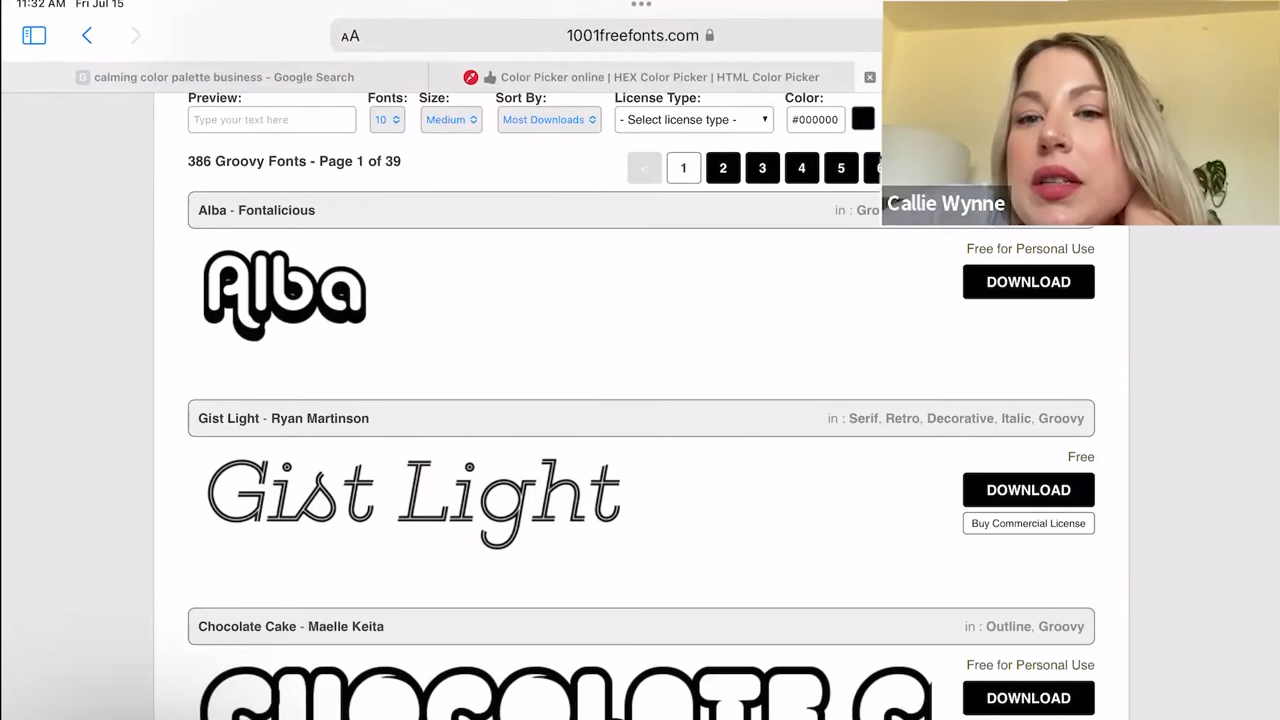 11:32 AM Fri Jul 15
AA 1001freefonts.com
G calming color palette business - Google Search
Color Picker online | HEX Color Picker | HTML Color Picker
Preview: Fonts: Size: Sort By: License Type: Color:
Type your text here 10 Medium Most Downloads - Select license type - #000000
386 Groovy Fonts - Page 1 of 39
< 1 2 3 4 5
Callie Wynne
Alba - Fontalicious in : Gro
Free for Personal Use
Alba
DOWNLOAD
Gist Light - Ryan Martinson in : Serif, Retro, Decorative, Italic, Groovy
Free
Gist Light
DOWNLOAD
Buy Commercial License
Chocolate Cake - Maelle Keita in : Outline, Groovy
Free for Personal Use
CHOCOLATE C
DOWNLOAD